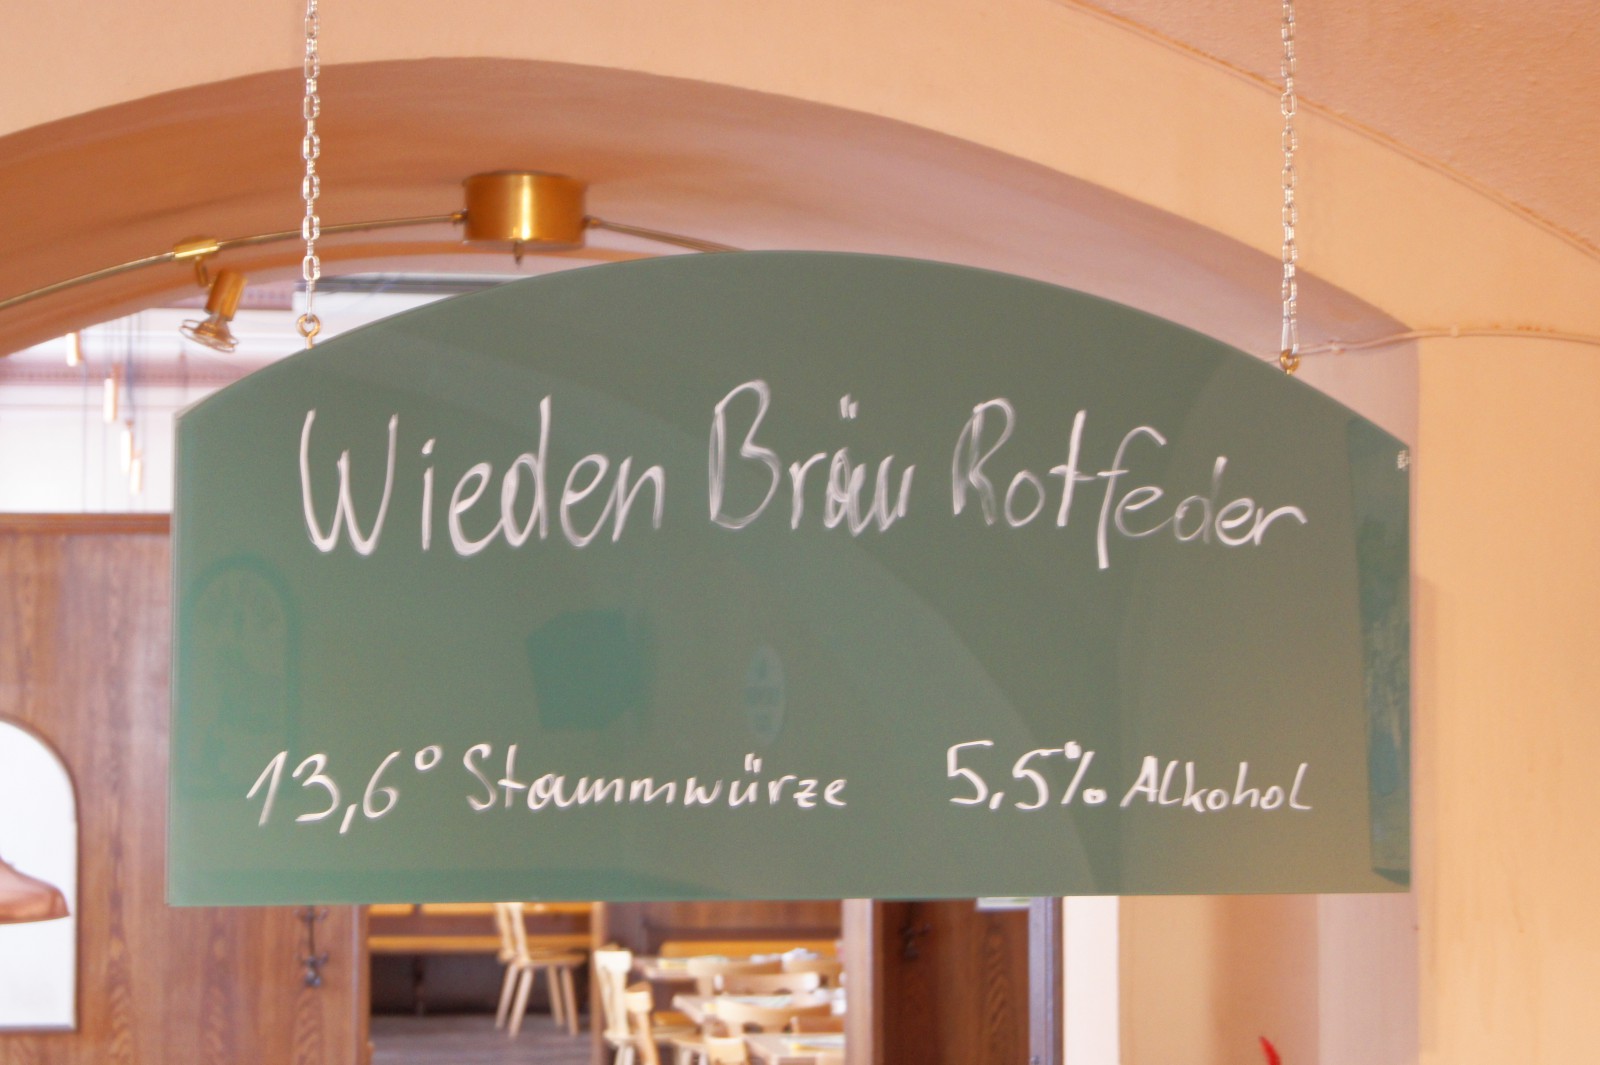 Wieden Bräu Rotfeder
13,6° Stammwürze 5,5% Alkohol